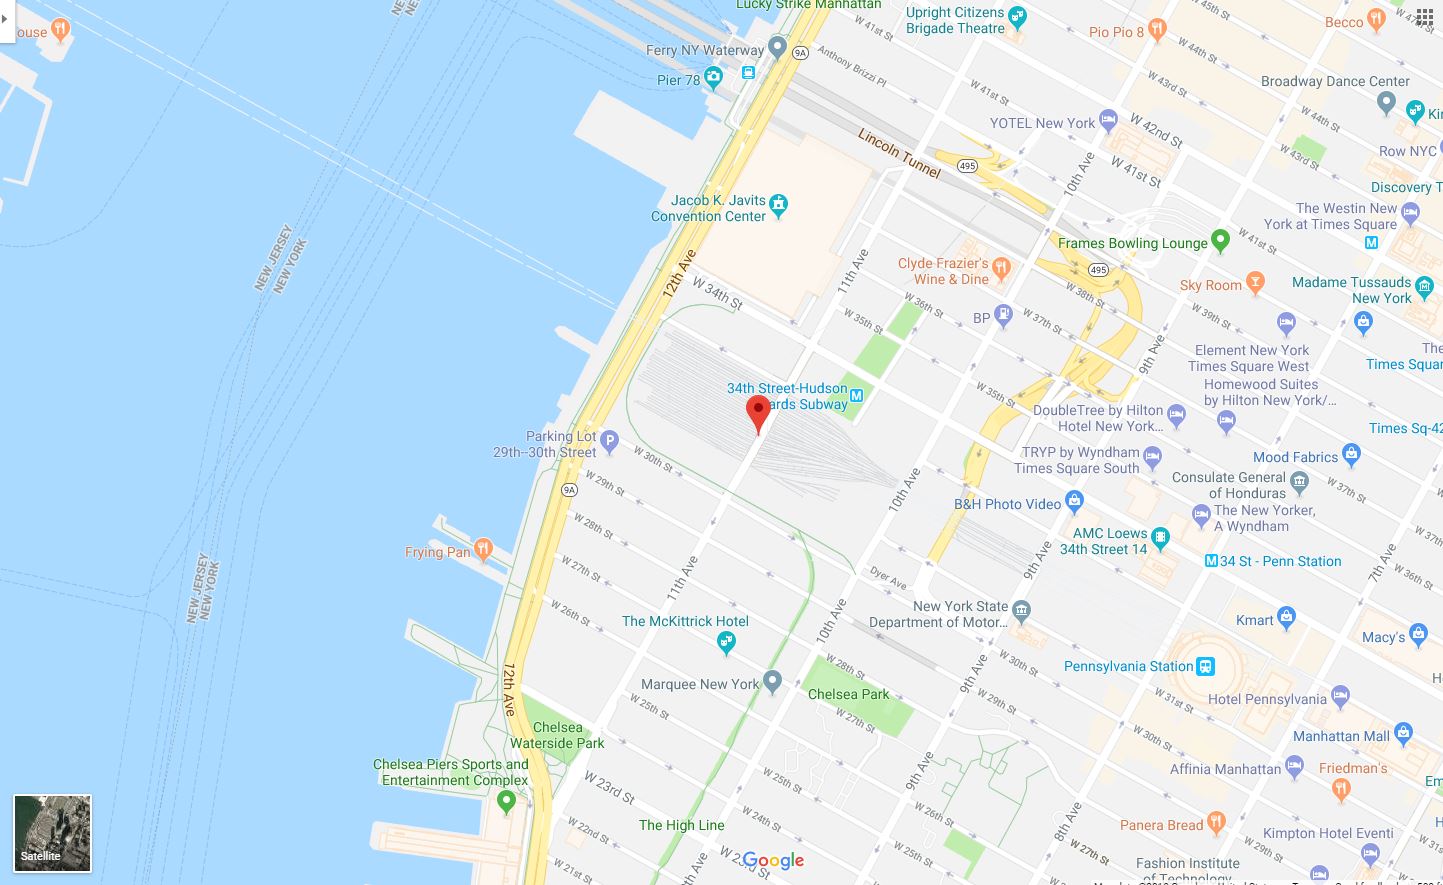 Lucky Strike Manhattan
Upright Citizens
Brigade Theatre
Pio Pio 8
Becco
W 45th St
W 44th St
W 43rd St
W 42nd St
ouse
Ferry NY Waterway
9A
Pier 78
Anthony Brizzi Pl
W 41st St
Broadway Dance Center
NEW JERSEY
NEW YORK
YOTEL New York
W 42nd St
W 41st St
W 44th St
W 43rd St
Row NYC
Lincoln Tunnel
495
10th Ave
Discovery T
Jacob K. Javits
Convention Center
The Westin New
York at Times Square
W 41st St
Frames Bowling Lounge
12th Ave
11th Ave
Clyde Frazier's
Wine & Dine
495
Sky Room
Madame Tussauds
New York
W 34th St
W 36th St
W 35th St
BP
W 37th St
W 38th St
W 39th St
9th Ave
Element New York
Times Square West
The
Times Square
Homewood Suites
by Hilton New York/...
34th Street-Hudson
ards Subway
W 35th St
DoubleTree by Hilton
Hotel New York...
Times Sq-42
Parking Lot
29th--30th Street
TRYP by Wyndham
Times Square South
Mood Fabrics
W 30th St
W 29th St
9A
10th Ave
B&H Photo Video
Consulate General
of Honduras
W 37th St
The New Yorker,
A Wyndham
W 28th St
AMC Loews
34th Street 14
34 St - Penn Station
Frying Pan
W 27th St
11th Ave
Dyer Ave
9th Ave
7th Ave
W 36th St
NEW JERSEY
NEW YORK
W 26th St
The McKittrick Hotel
10th Ave
New York State
Department of Motor...
Kmart
Macy's
Pennsylvania Station
W 28th St
W 30th St
9th Ave
W 31st St
12th Ave
Marquee New York
Chelsea Park
W 29th St
Hotel Pennsylvania
W 25th St
W 27th St
Chelsea
Waterside Park
W 30th St
Manhattan Mall
Chelsea Piers Sports and
Entertainment Complex
W 23rd St
W 25th St
9th Ave
W 26th St
8th Ave
Affinia Manhattan
Friedman's
W 29th St
W 22nd St
The High Line
Panera Bread
Kimpton Hotel Eventi
Satellite
Google
W 27th St
Fashion Institute
of Technology